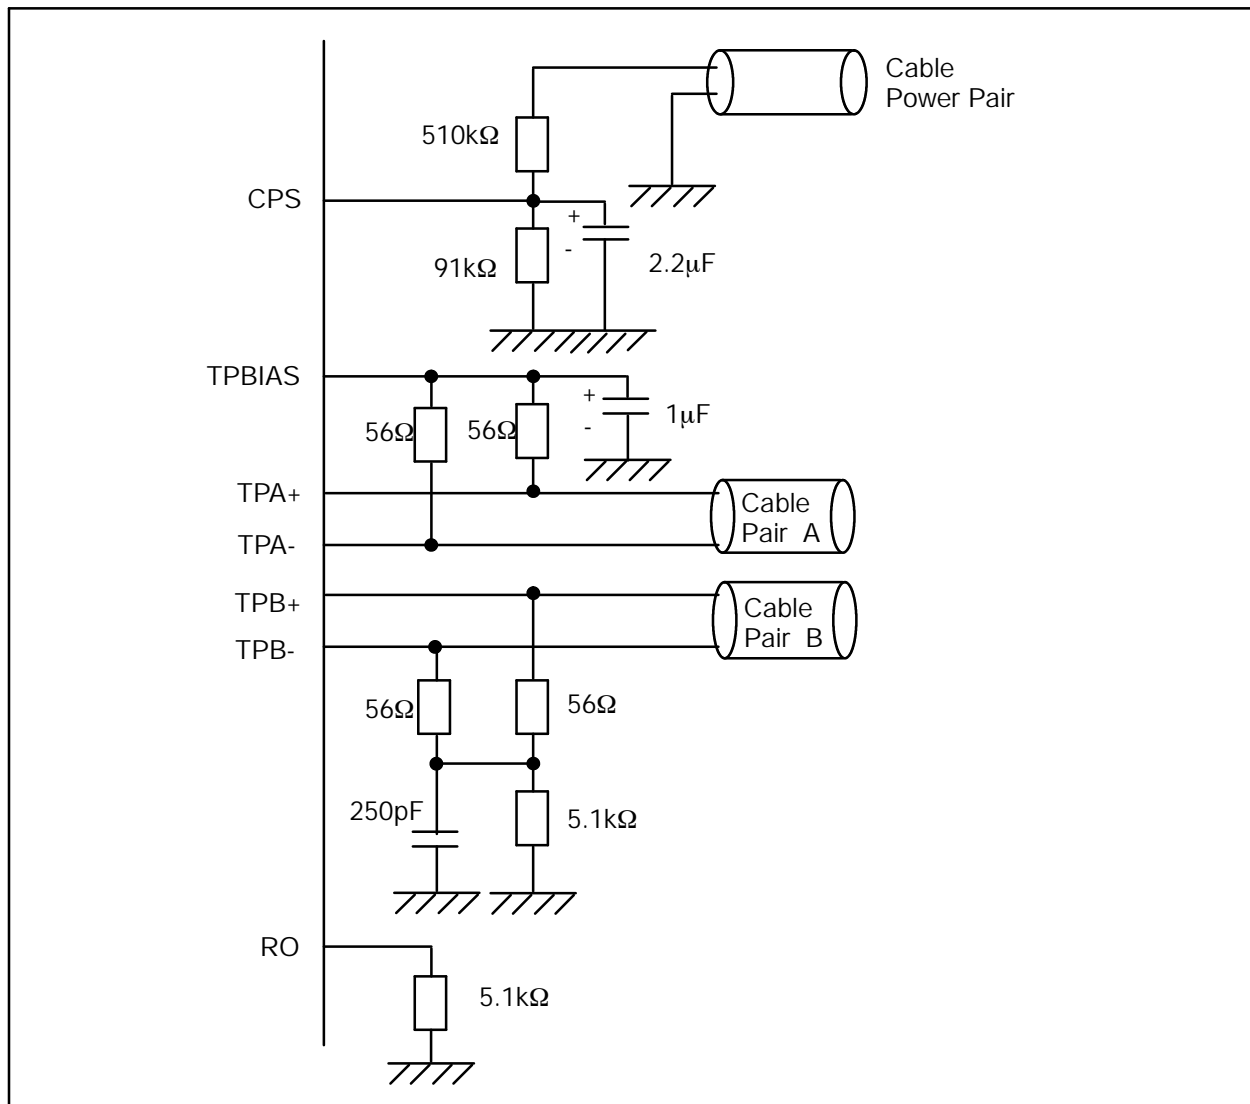 Cable
Power Pair
510kΩ
CPS
+
-
91kΩ
2.2μF
TPBIAS
+
-
1μF
56Ω
56Ω
TPA+
Cable
Pair A
TPA-
TPB+
Cable
Pair B
TPB-
56Ω
56Ω
250pF
5.1kΩ
RO
5.1kΩ